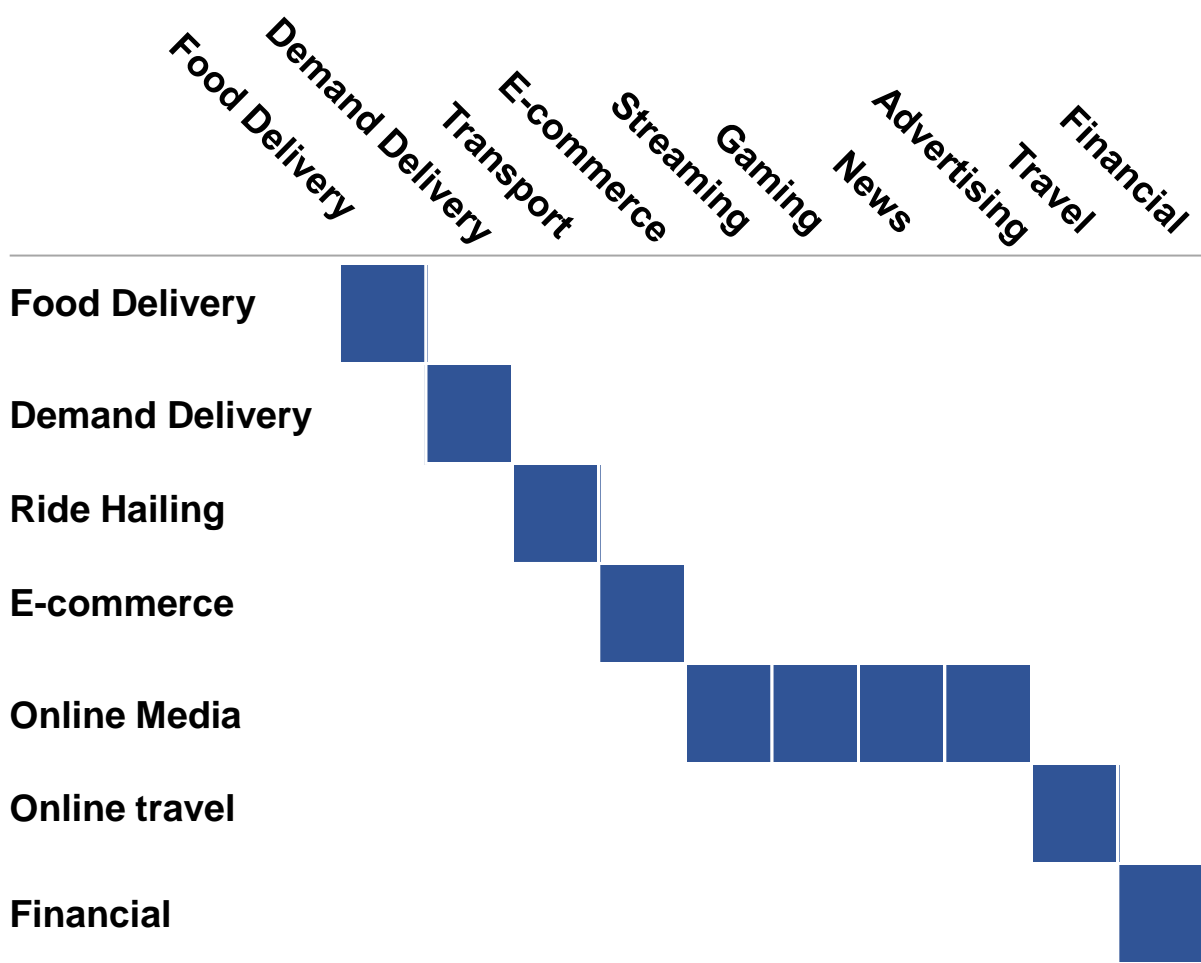 Food Delivery
Demand Delivery
Transport
E-commerce
Streaming
Gaming
News
Advertising
Travel
Financial
Food Delivery
Demand Delivery
Ride Hailing
E-commerce
Online Media
Online travel
Financial